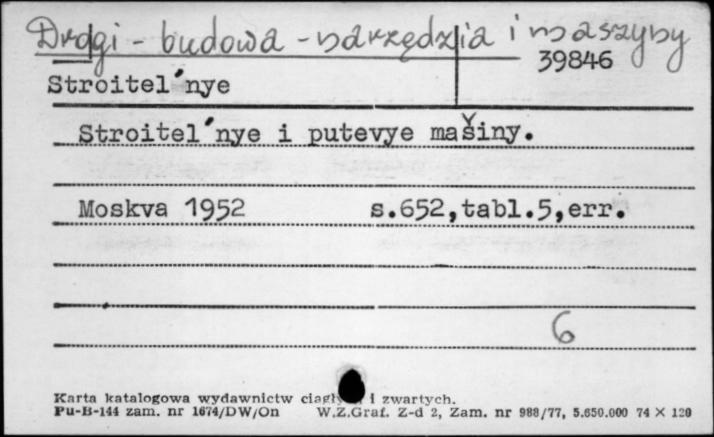 Drogi - budowa - narzędzia i maszyny
39846
Stroitel'nye
Stroitel'nye i putevye mašiny.
Moskva 1952 s.652,tabl.5,err.
6
Karta katalogowa wydawnictw i zwartych.
Pu-B-144 zam. nr 1674/DW/On W.Z.Graf. Z-d 2, Zam. nr 988/77, 5.650.000 74 × 120